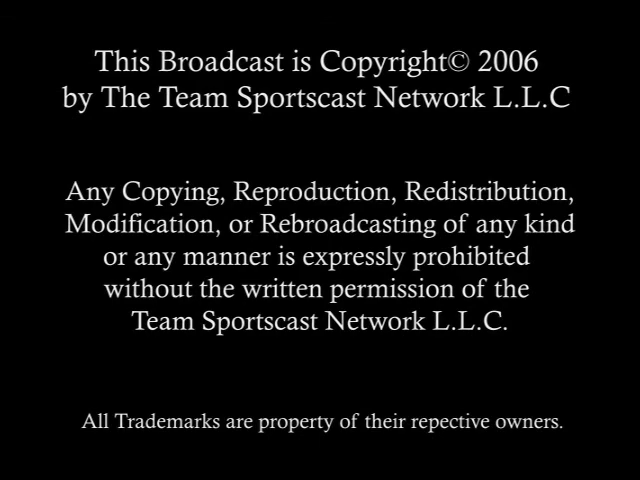 This Broadcast is Copyright© 2006
by The Team Sportscast Network L.L.C
Any Copying, Reproduction, Redistribution,
Modification, or Rebroadcasting of any kind
or any manner is expressly prohibited
without the written permission of the
Team Sportscast Network L.L.C.
All Trademarks are property of their repective owners.